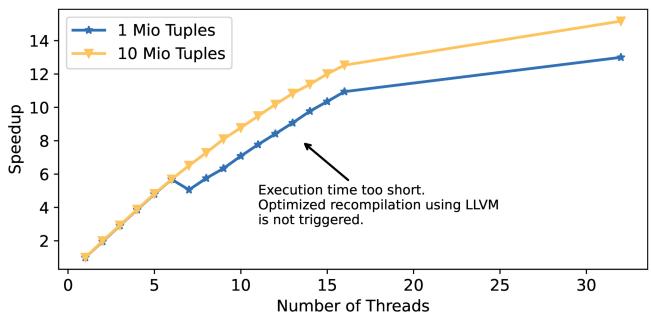 1 Mio Tuples
10 Mio Tuples
Speedup
14
12
10
8
6
4
2
Execution time too short.
Optimized recompilation using LLVM
is not triggered.
0 5 10 15 20 25 30
Number of Threads